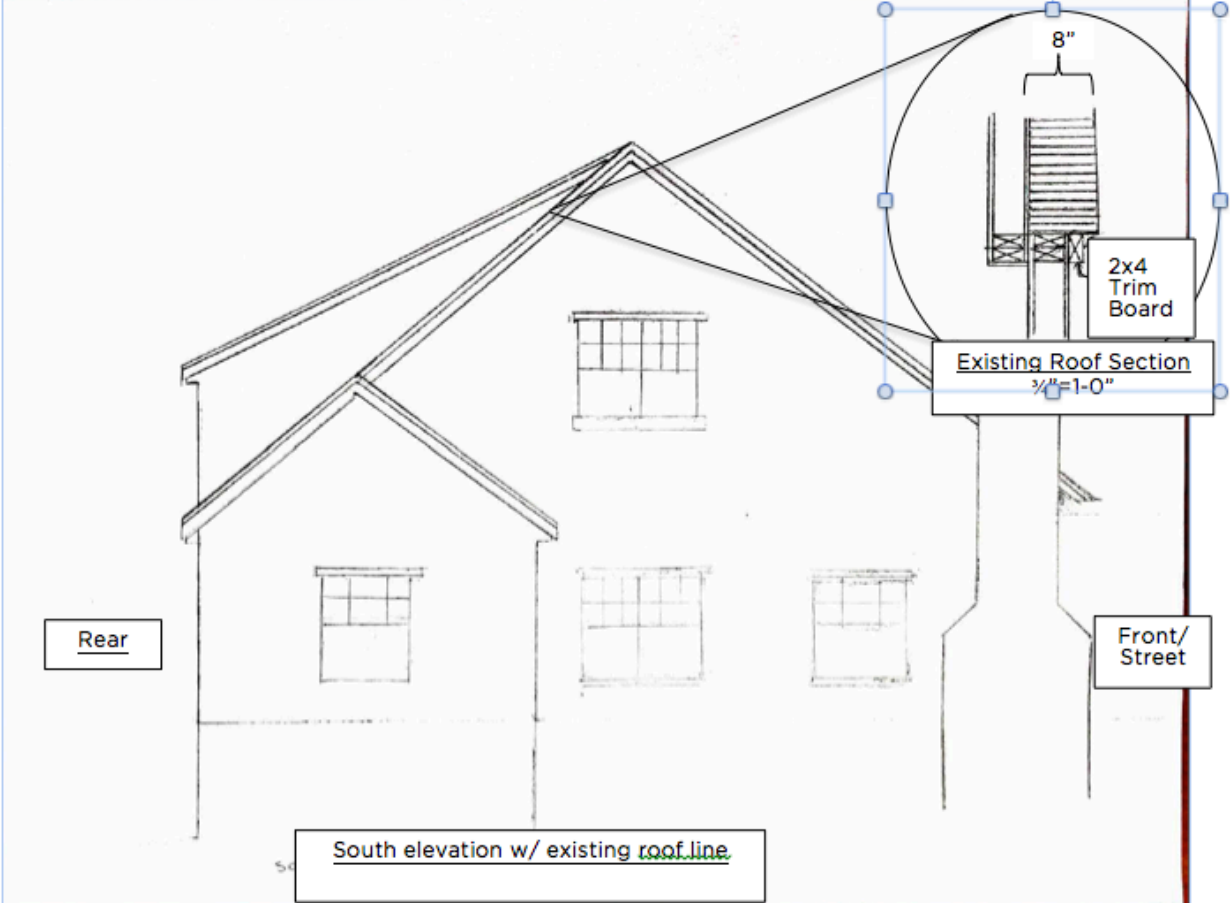 8”
2x4
Trim
Board
Existing Roof Section
¾”=1-0”
Rear
Front/
Street
South elevation w/ existing roof line